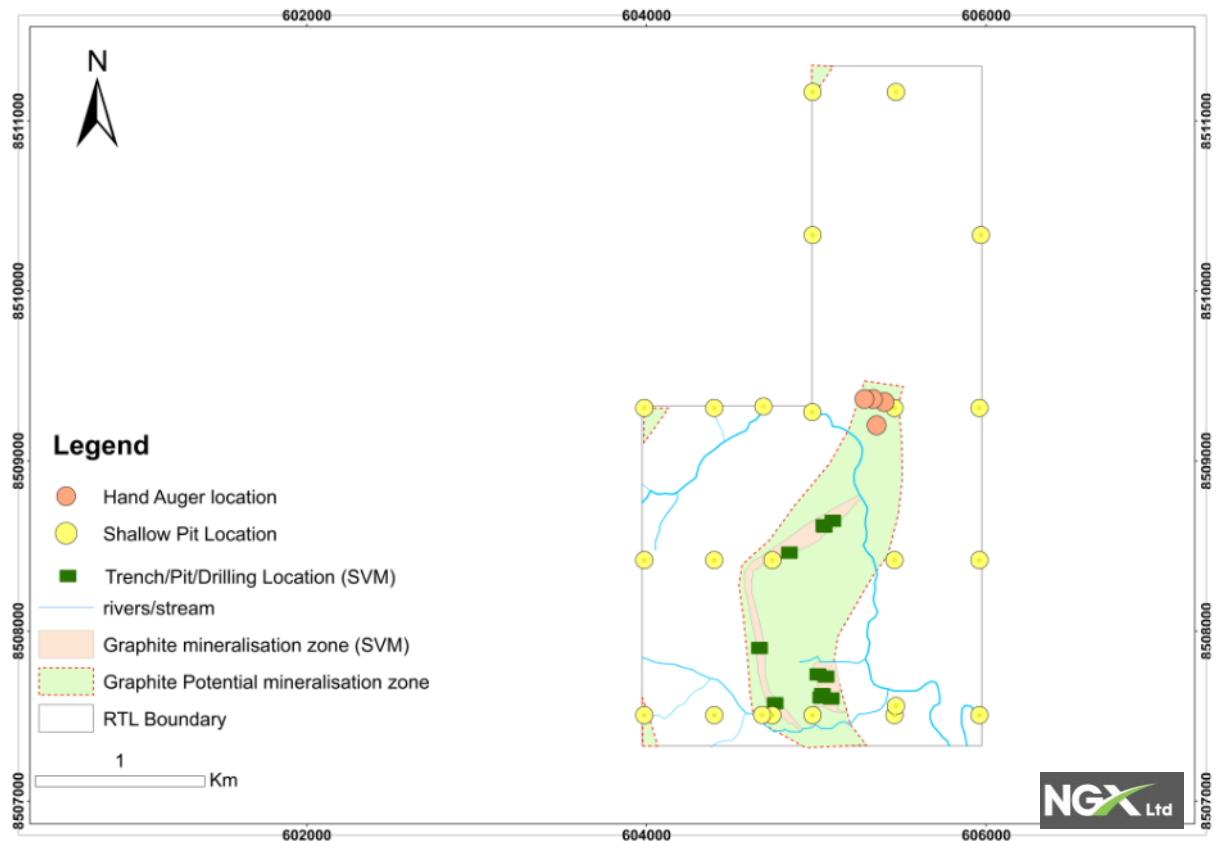 602000 604000 606000
N
8511000 8511000
8510000 8510000
8509000 8509000
8508000 8508000
8507000 8507000
Legend
Hand Auger location
Shallow Pit Location
Trench/Pit/Drilling Location (SVM)
rivers/stream
Graphite mineralisation zone (SVM)
Graphite Potential mineralisation zone
RTL Boundary
1
Km
NGX Ltd
602000 604000 606000